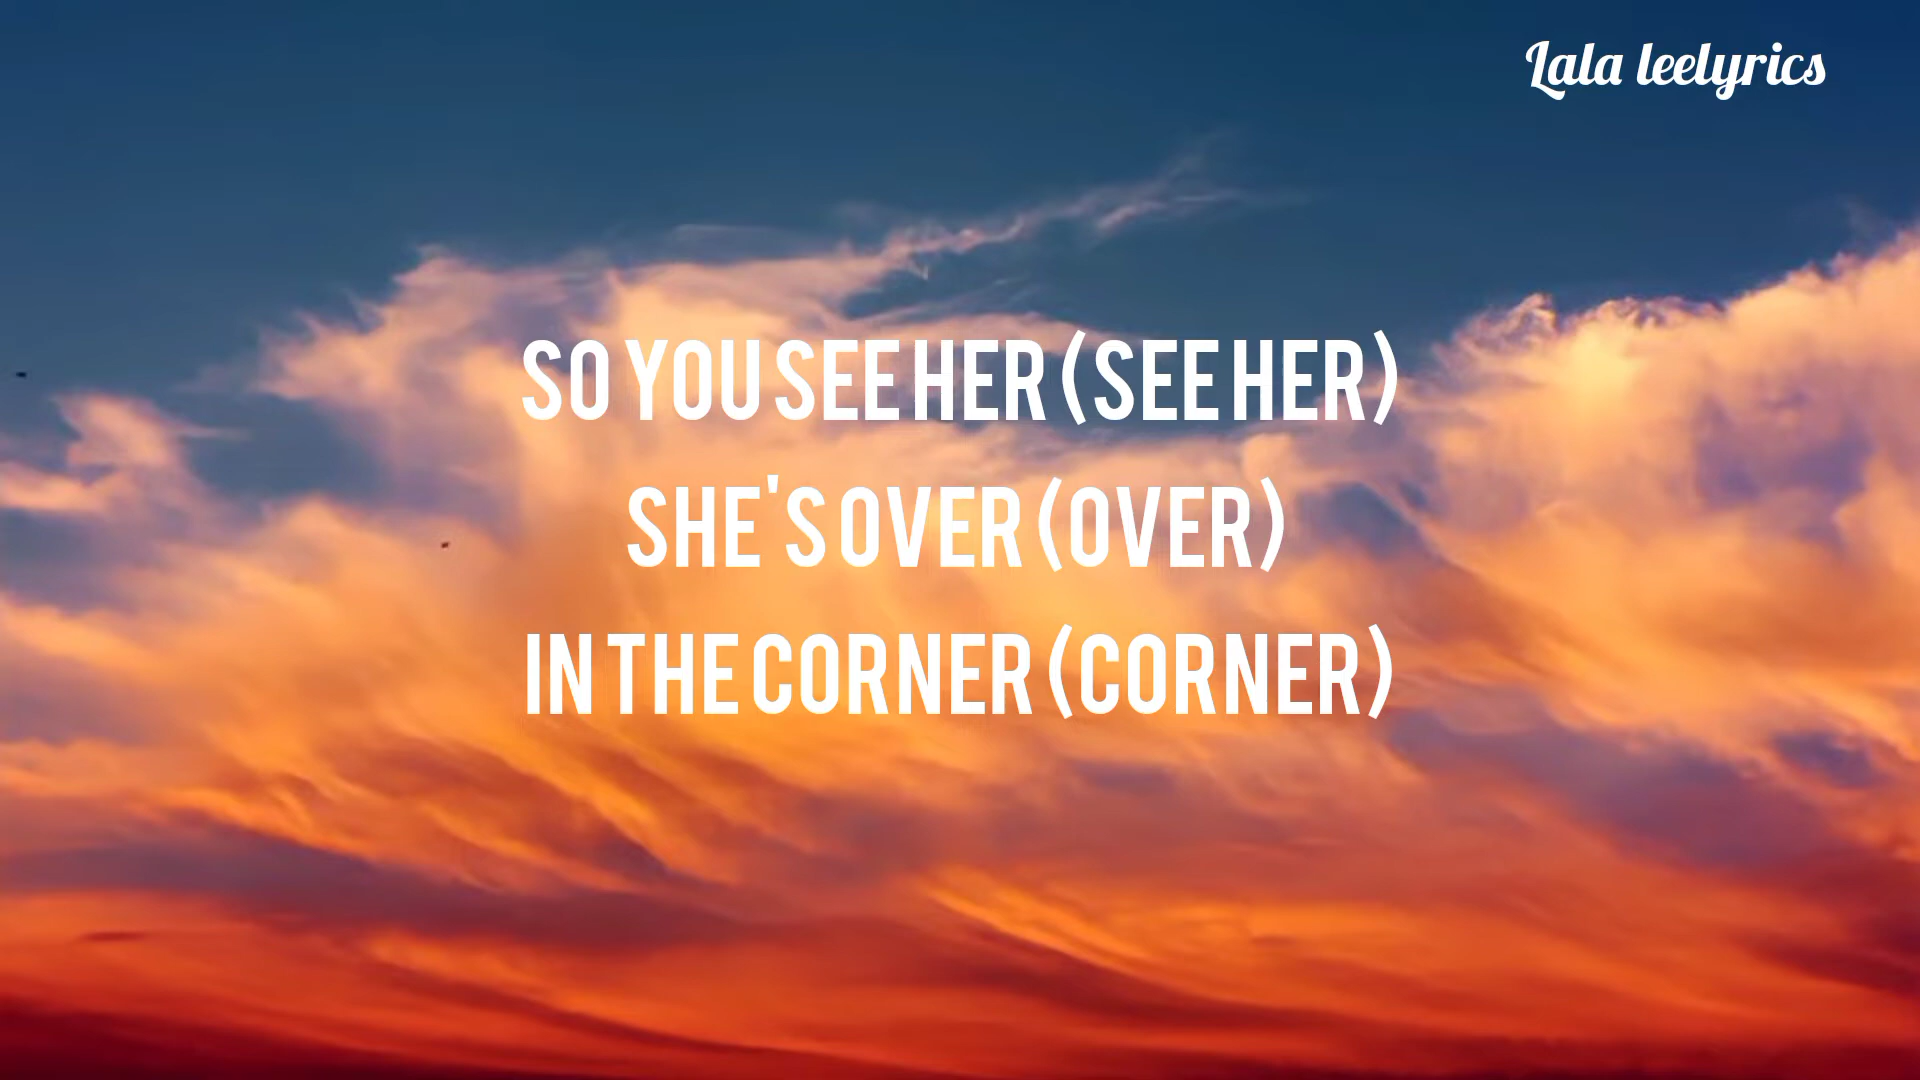 Lala leelyrics
SO YOU SEE HER (SEE HER)
SHE'S OVER (OVER)
IN THE CORNER (CORNER)